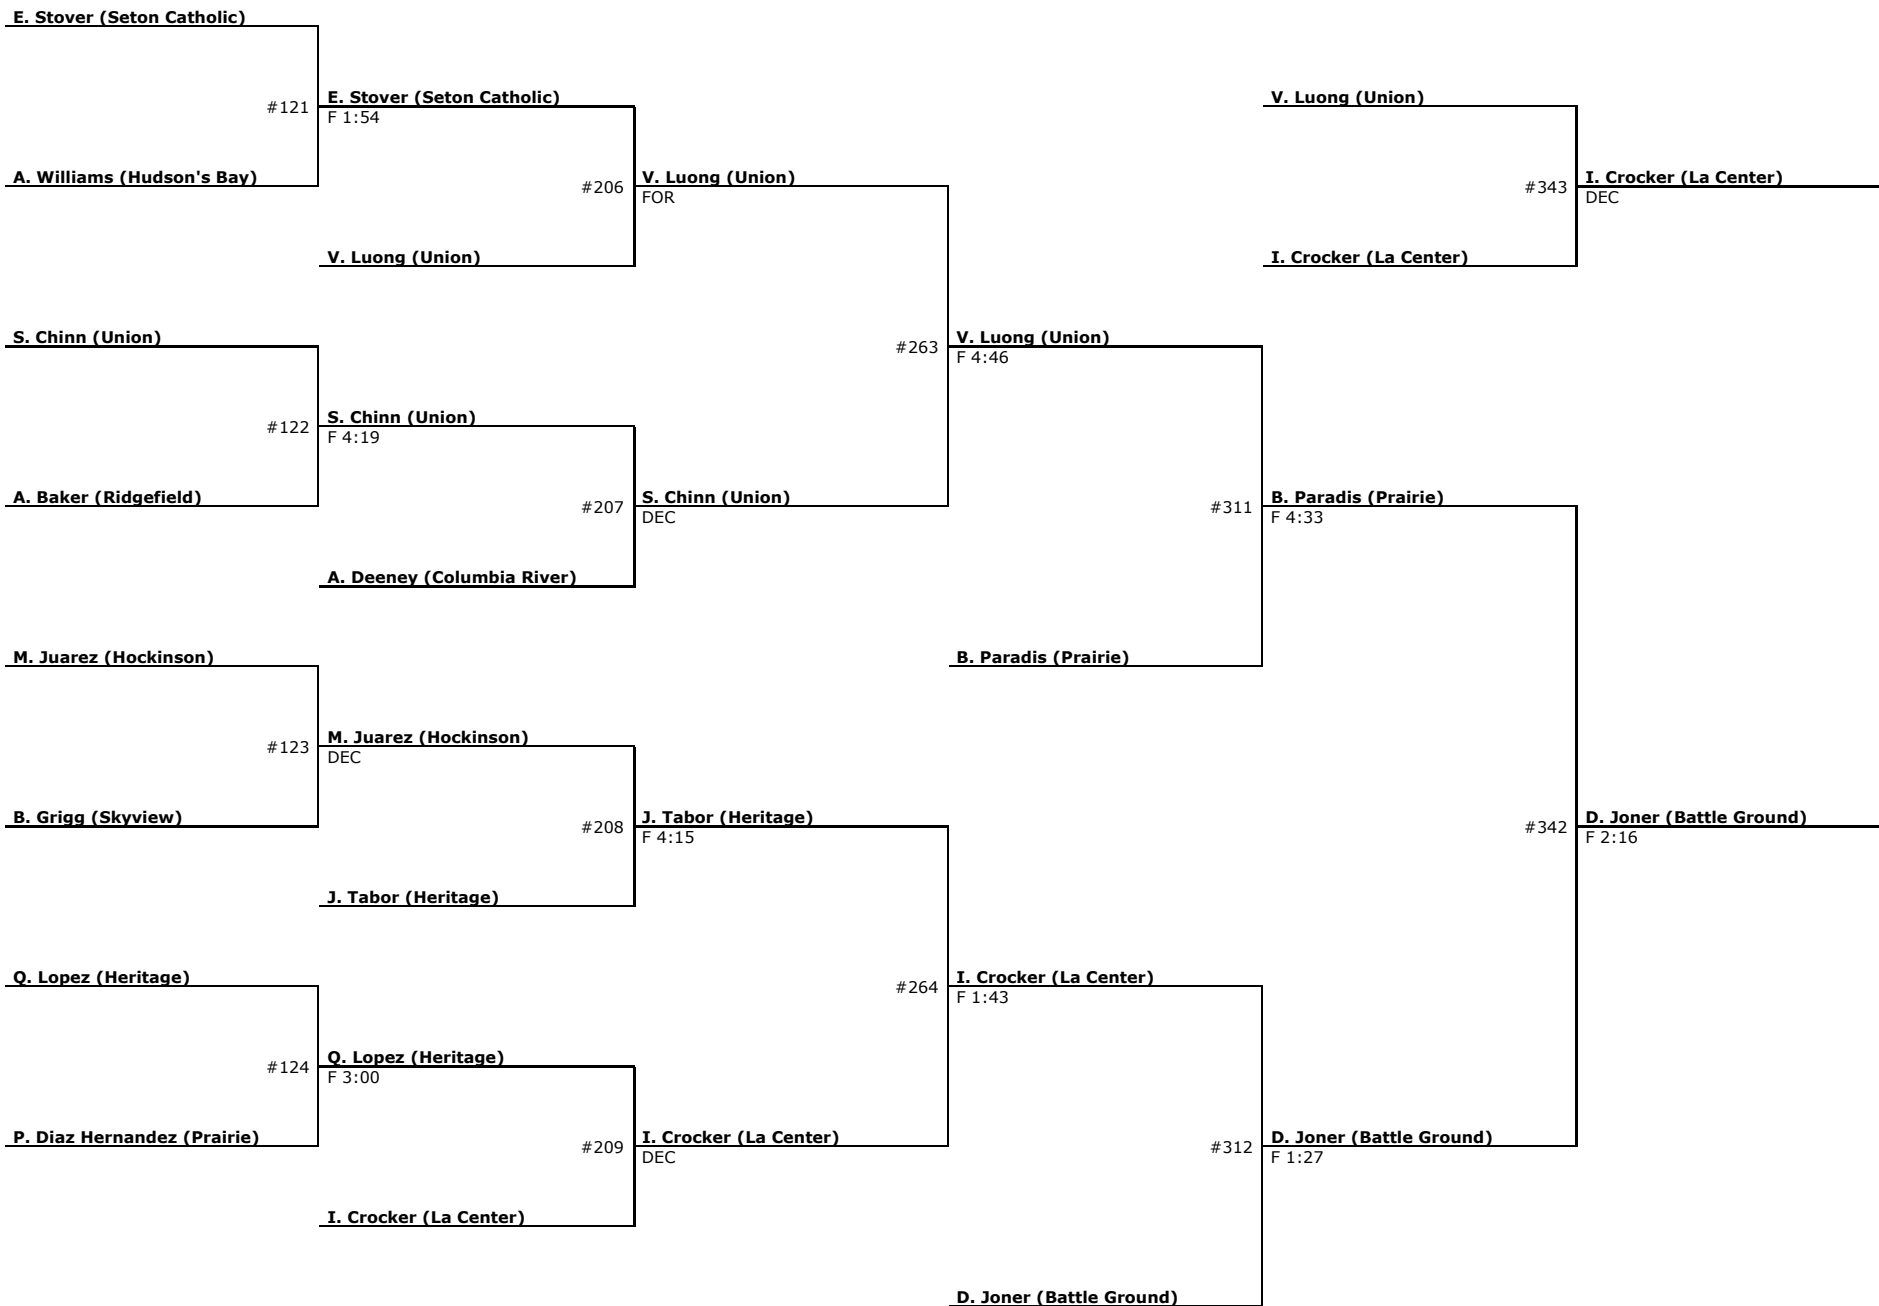 E. Stover (Seton Catholic)
#121
E. Stover (Seton Catholic)
F 1:54
A. Williams (Hudson's Bay)
#206
V. Luong (Union)
FOR
V. Luong (Union)
S. Chinn (Union)
#122
S. Chinn (Union)
F 4:19
A. Baker (Ridgefield)
#207
S. Chinn (Union)
DEC
A. Deeney (Columbia River)
#263
V. Luong (Union)
F 4:46
M. Juarez (Hockinson)
#123
M. Juarez (Hockinson)
DEC
B. Grigg (Skyview)
#208
J. Tabor (Heritage)
F 4:15
J. Tabor (Heritage)
Q. Lopez (Heritage)
#124
Q. Lopez (Heritage)
F 3:00
P. Diaz Hernandez (Prairie)
#209
I. Crocker (La Center)
DEC
I. Crocker (La Center)
#264
I. Crocker (La Center)
F 1:43
#311
B. Paradis (Prairie)
F 4:33
B. Paradis (Prairie)
#312
D. Joner (Battle Ground)
F 1:27
D. Joner (Battle Ground)
#342
D. Joner (Battle Ground)
F 2:16
V. Luong (Union)
#343
I. Crocker (La Center)
DEC
I. Crocker (La Center)